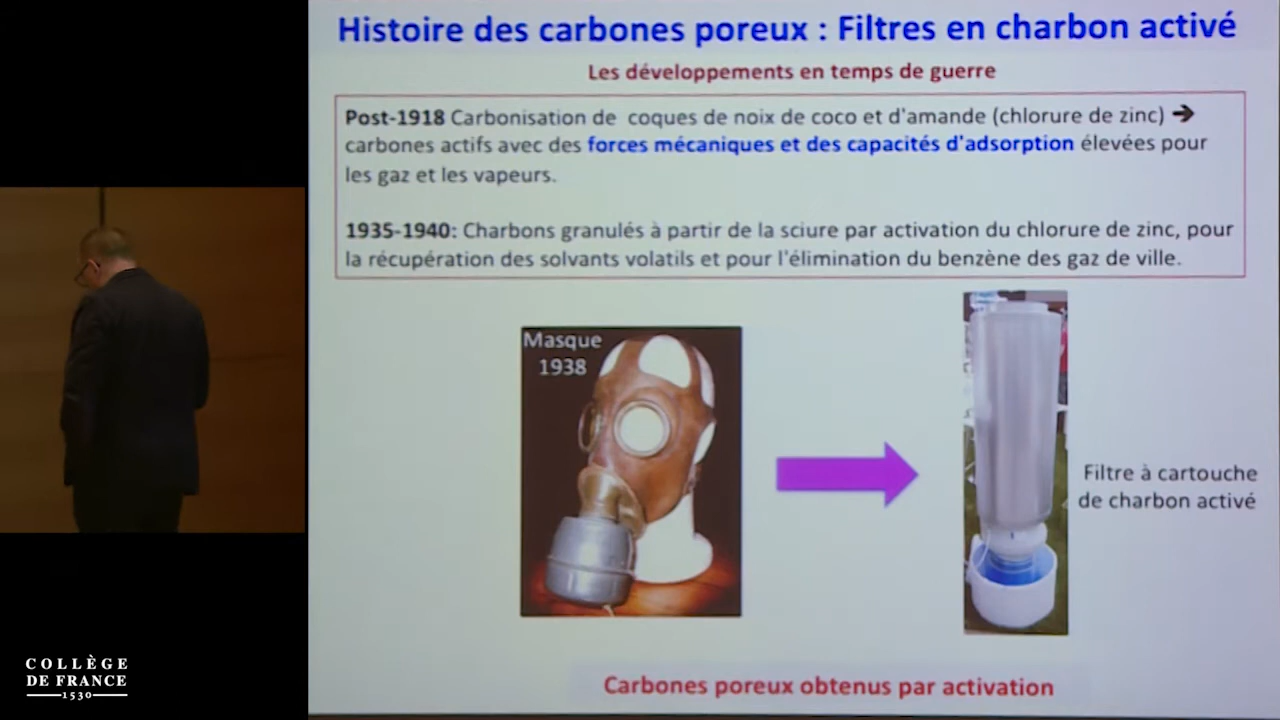 Histoire des carbones poreux : Filtres en charbon activé
Les développements en temps de guerre
Post-1918 Carbonisation de coques de noix de coco et d'amande (chlorure de zinc) ➔
carbones actifs avec des forces mécaniques et des capacités d'adsorption élevées pour
les gaz et les vapeurs.
1935-1940: Charbons granulés à partir de la sciure par activation du chlorure de zinc, pour
la récupération des solvants volatils et pour l'élimination du benzène des gaz de ville.
Masque
1938
Filtre à cartouche
de charbon activé
Carbones poreux obtenus par activation
COLLÈGE
DE FRANCE
1530